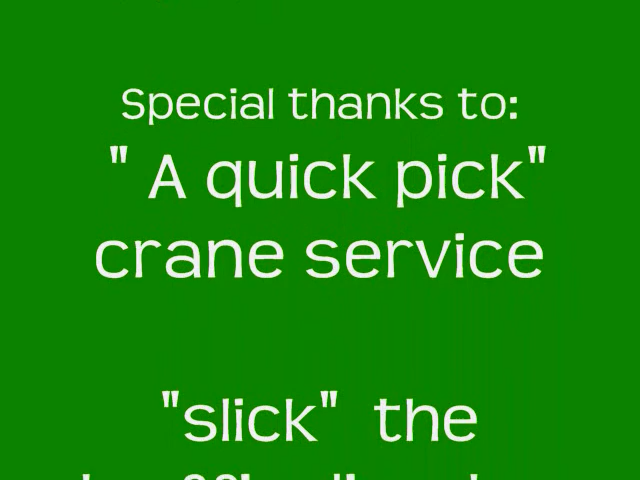 Special thanks to:
" A quick pick"
crane service
"slick" the